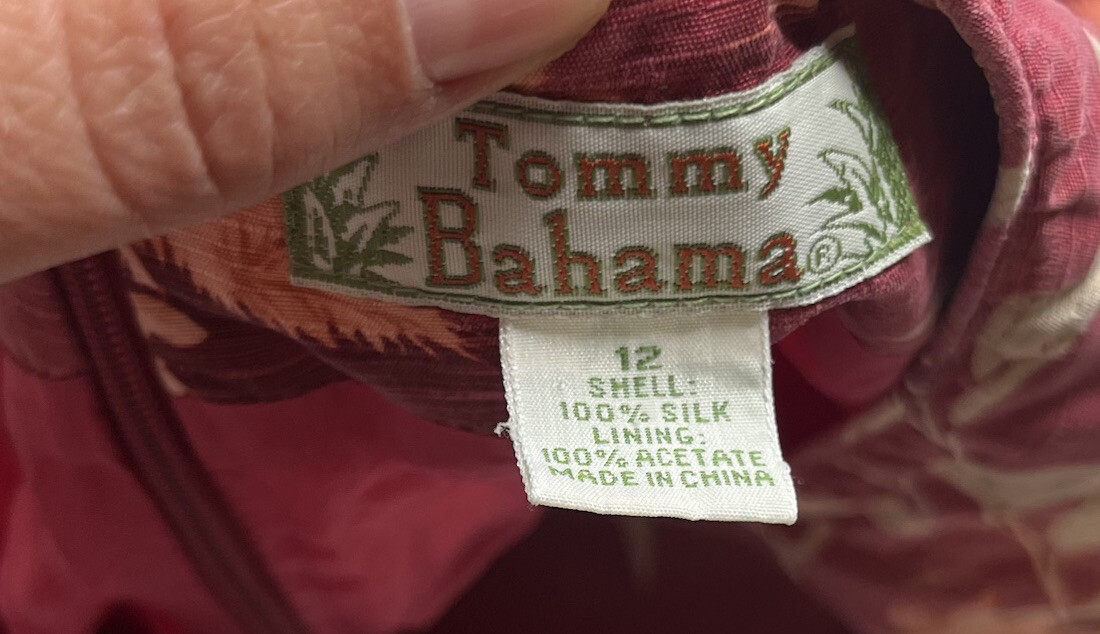 Tommy
Bahama®
12
SHELL:
100% SILK
LINING:
100% ACETATE
MADE IN CHINA